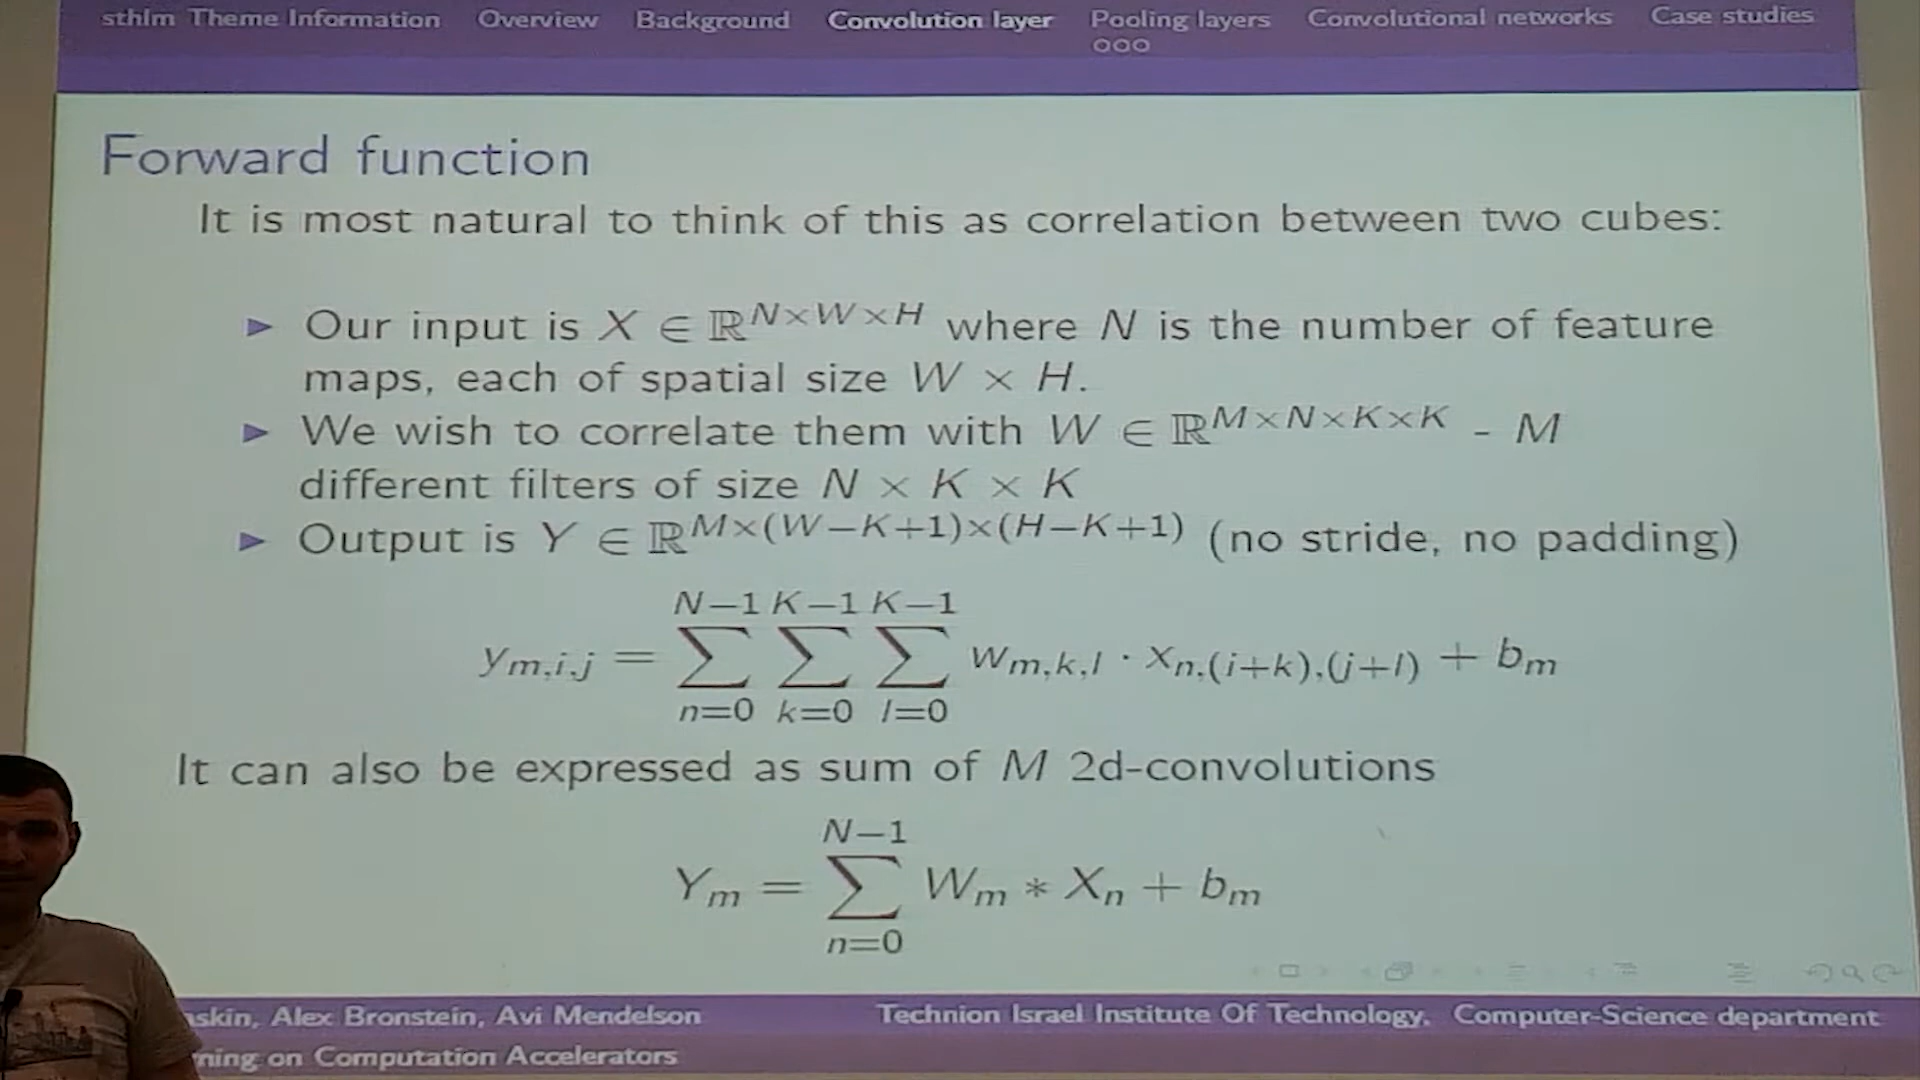 sthlm Theme Information Overview Background Convolution layer Pooling layers Convolutional networks Case studies
Forward function
It is most natural to think of this as correlation between two cubes:
▶ Our input is X ∈ ℝ^{N×W×H} where N is the number of feature
maps, each of spatial size W × H.
▶ We wish to correlate them with W ∈ ℝ^{M×N×K×K} - M
different filters of size N × K × K
▶ Output is Y ∈ ℝ^{M×(W−K+1)×(H−K+1)} (no stride, no padding)
y_{m,i,j} = ∑_{n=0}^{N−1} ∑_{k=0}^{K−1} ∑_{l=0}^{K−1} w_{m,k,l} · x_{n,(i+k),(j+l)} + b_m
It can also be expressed as sum of M 2d-convolutions
Y_m = ∑_{n=0}^{N−1} W_m ∗ X_n + b_m
Alex Bronstein, Avi Mendelson Technion Israel Institute Of Technology, Computer-Science department
on Computation Accelerators